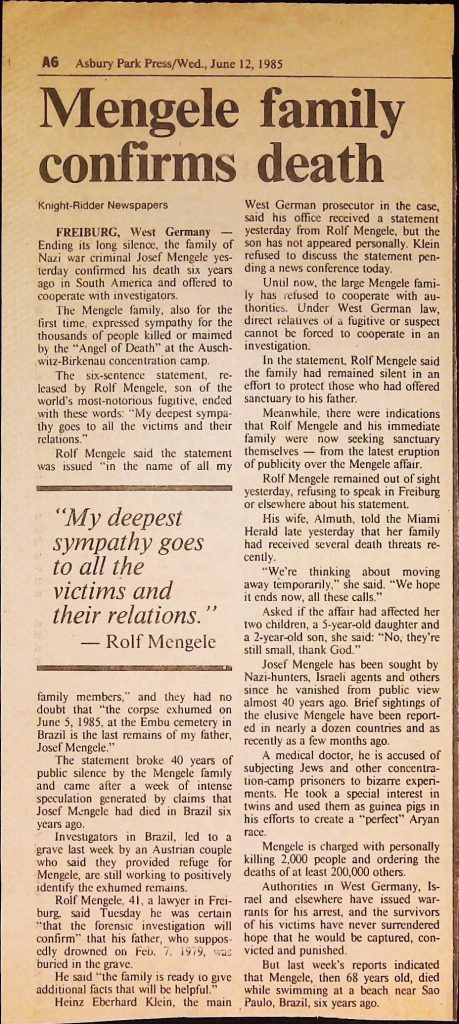 A6 Asbury Park Press/Wed., June 12, 1985
Mengele family
confirms death
Knight-Ridder Newspapers
FREIBURG, West Germany —
Ending its long silence, the family of
Nazi war criminal Josef Mengele yes-
terday confirmed his death six years
ago in South America and offered to
cooperate with investigators.
The Mengele family, also for the
first time, expressed sympathy for the
thousands of people killed or maimed
by the "Angel of Death" at the Ausch-
witz-Birkenau concentration camp.
The six-sentence statement, re-
leased by Rolf Mengele, son of the
world's most-notorious fugitive, ended
with these words: "My deepest sympa-
thy goes to all the victims and their
relations."
Rolf Mengele said the statement
was issued "in the name of all my
"My deepest
sympathy goes
to all the
victims and
their relations."
— Rolf Mengele
family members," and they had no
doubt that "the corpse exhumed on
June 5, 1985, at the Embu cemetery in
Brazil is the last remains of my father,
Josef Mengele."
The statement broke 40 years of
public silence by the Mengele family
and came after a week of intense
speculation generated by claims that
Josef Mengele had died in Brazil six
years ago.
Investigators in Brazil, led to a
grave last week by an Austrian couple
who said they provided refuge for
Mengele, are still working to positively
identify the exhumed remains.
Rolf Mengele, 41, a lawyer in Frei-
burg, said Tuesday he was certain
"that the forensic investigation will
confirm" that his father, who suppos-
edly drowned on Feb. 7, 1979, was
buried in the grave.
He said "the family is ready to give
additional facts that will be helpful."
Heinz Eberhard Klein, the main
West German prosecutor in the case,
said his office received a statement
yesterday from Rolf Mengele, but the
son has not appeared personally. Klein
refused to discuss the statement pen-
ding a news conference today.
Until now, the large Mengele fami-
ly has refused to cooperate with au-
thorities. Under West German law,
direct relatives of a fugitive or suspect
cannot be forced to cooperate in an
investigation.
In the statement, Rolf Mengele said
the family had remained silent in an
effort to protect those who had offered
sanctuary to his father.
Meanwhile, there were indications
that Rolf Mengele and his immediate
family were now seeking sanctuary
themselves — from the latest eruption
of publicity over the Mengele affair.
Rolf Mengele remained out of sight
yesterday, refusing to speak in Freiburg
or elsewhere about his statement.
His wife, Almuth, told the Miami
Herald late yesterday that her family
had received several death threats re-
cently.
"We're thinking about moving
away temporarily," she said. "We hope
it ends now, all these calls."
Asked if the affair had affected her
two children, a 5-year-old daughter and
a 2-year-old son, she said: "No, they're
still small, thank God."
Josef Mengele has been sought by
Nazi-hunters, Israeli agents and others
since he vanished from public view
almost 40 years ago. Brief sightings of
the elusive Mengele have been report-
ed in nearly a dozen countries and as
recently as a few months ago.
A medical doctor, he is accused of
subjecting Jews and other concentra-
tion-camp prisoners to bizarre experi-
ments. He took a special interest in
twins and used them as guinea pigs in
his efforts to create a "perfect" Aryan
race.
Mengele is charged with personally
killing 2,000 people and ordering the
deaths of at least 200,000 others.
Authorities in West Germany, Is-
rael and elsewhere have issued war-
rants for his arrest, and the survivors
of his victims have never surrendered
hope that he would be captured, con-
victed and punished.
But last week's reports indicated
that Mengele, then 68 years old, died
while swimming at a beach near Sao
Paulo, Brazil, six years ago.